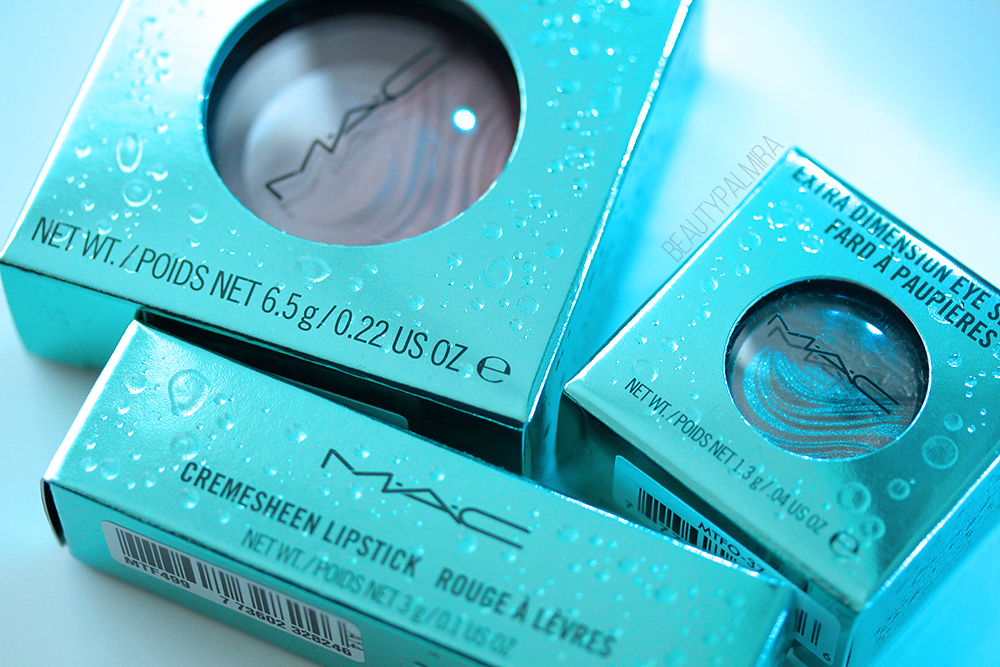 M·A·C
NET WT. / POIDS NET 6.5 g / 0.22 US OZ ℮
BEAUTYPALMIRA
EXTRA DIMENSION EYE
FARD À PAUPIÈRES
M·A·C
NET WT. / POIDS NET 1.3 g / .04 US OZ ℮
MTF0-37
M·A·C
CREMESHEEN LIPSTICK ROUGE À LÈVRES
NET WT. / POIDS NET 3 g / 0.1 US OZ
MTF499
7 73602 328246